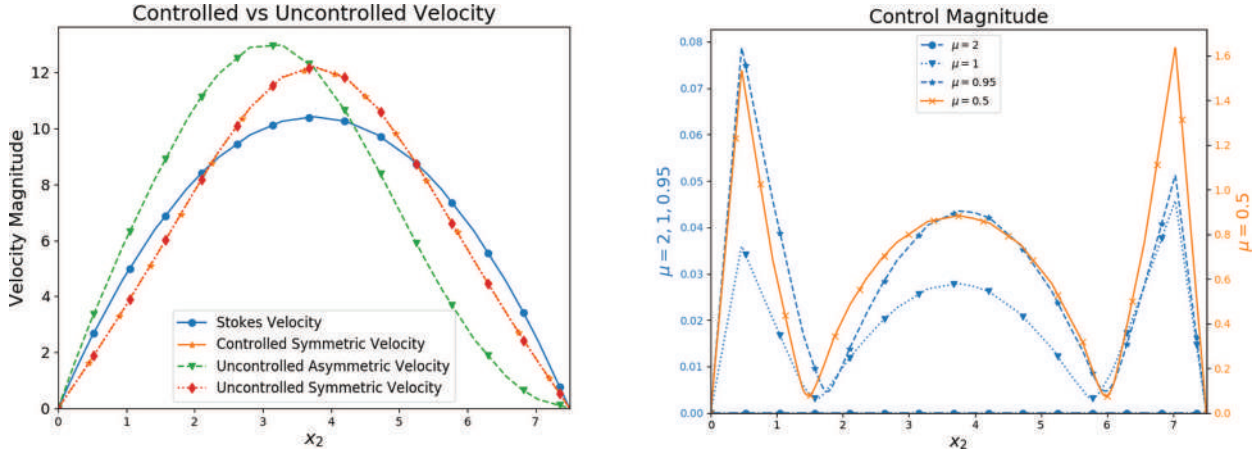 Controlled vs Uncontrolled Velocity
Velocity Magnitude
12
10
8
6
4
2
0
Stokes Velocity
Controlled Symmetric Velocity
Uncontrolled Asymmetric Velocity
Uncontrolled Symmetric Velocity
0 1 2 3 4 5 6 7
x₂
Control Magnitude
μ = 2, 1, 0.95
0.08
0.07
0.06
0.05
0.04
0.03
0.02
0.01
0.00
μ = 2
μ = 1
μ = 0.95
μ = 0.5
1.6
1.4
1.2
1.0
0.8
0.6
0.4
0.2
0.0
μ = 0.5
0 1 2 3 4 5 6 7
x₂